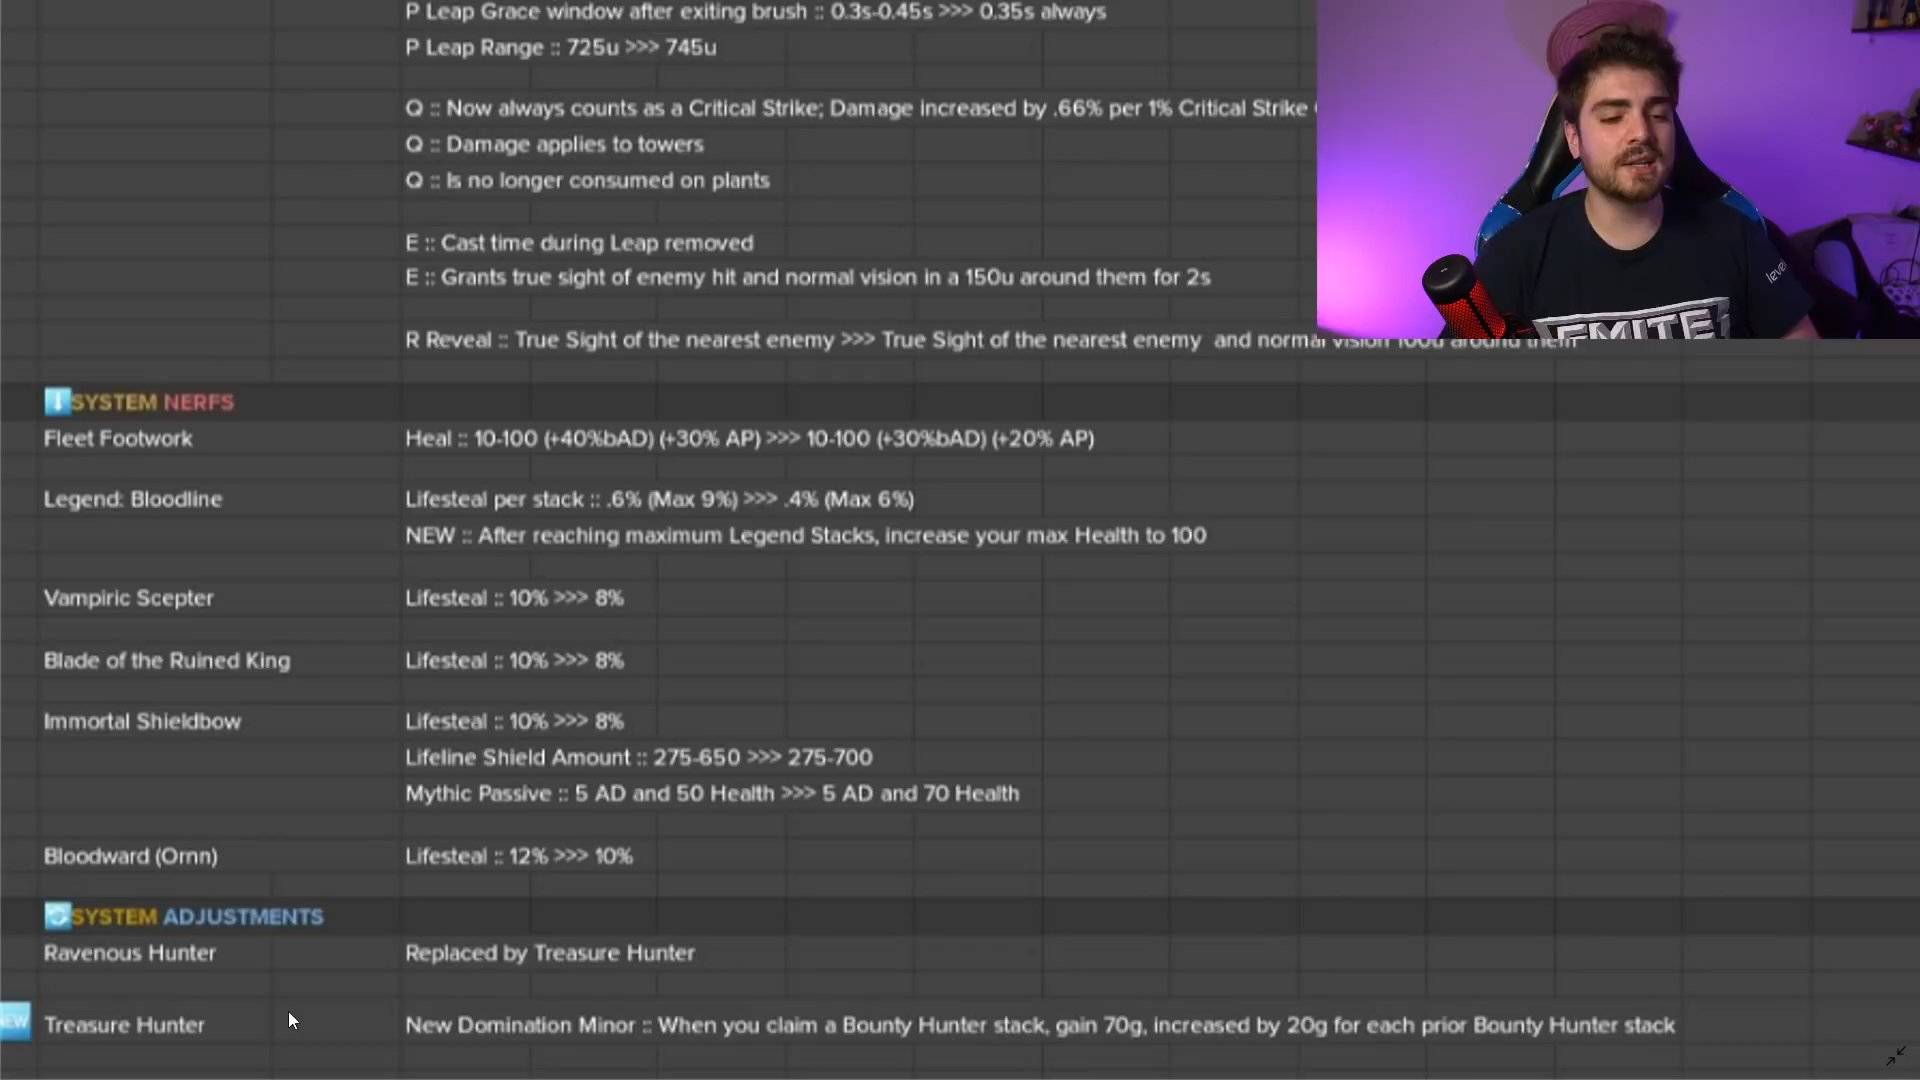 P Leap Grace window after exiting brush :: 0.3s-0.45s >>> 0.35s always
P Leap Range :: 725u >>> 745u
Q :: Now always counts as a Critical Strike; Damage increased by .66% per 1% Critical Strike
Q :: Damage applies to towers
Q :: Is no longer consumed on plants
E :: Cast time during Leap removed
E :: Grants true sight of enemy hit and normal vision in a 150u around them for 2s
R Reveal :: True Sight of the nearest enemy >>> True Sight of the nearest enemy and normal vision 100u around them
level
EMITE
SYSTEM NERFS
Fleet Footwork Heal :: 10-100 (+40%bAD) (+30% AP) >>> 10-100 (+30%bAD) (+20% AP)
Legend: Bloodline Lifesteal per stack :: .6% (Max 9%) >>> .4% (Max 6%)
NEW :: After reaching maximum Legend Stacks, increase your max Health to 100
Vampiric Scepter Lifesteal :: 10% >>> 8%
Blade of the Ruined King Lifesteal :: 10% >>> 8%
Immortal Shieldbow Lifesteal :: 10% >>> 8%
Lifeline Shield Amount :: 275-650 >>> 275-700
Mythic Passive :: 5 AD and 50 Health >>> 5 AD and 70 Health
Bloodward (Ornn) Lifesteal :: 12% >>> 10%
SYSTEM ADJUSTMENTS
Ravenous Hunter Replaced by Treasure Hunter
NEW Treasure Hunter New Domination Minor :: When you claim a Bounty Hunter stack, gain 70g, increased by 20g for each prior Bounty Hunter stack